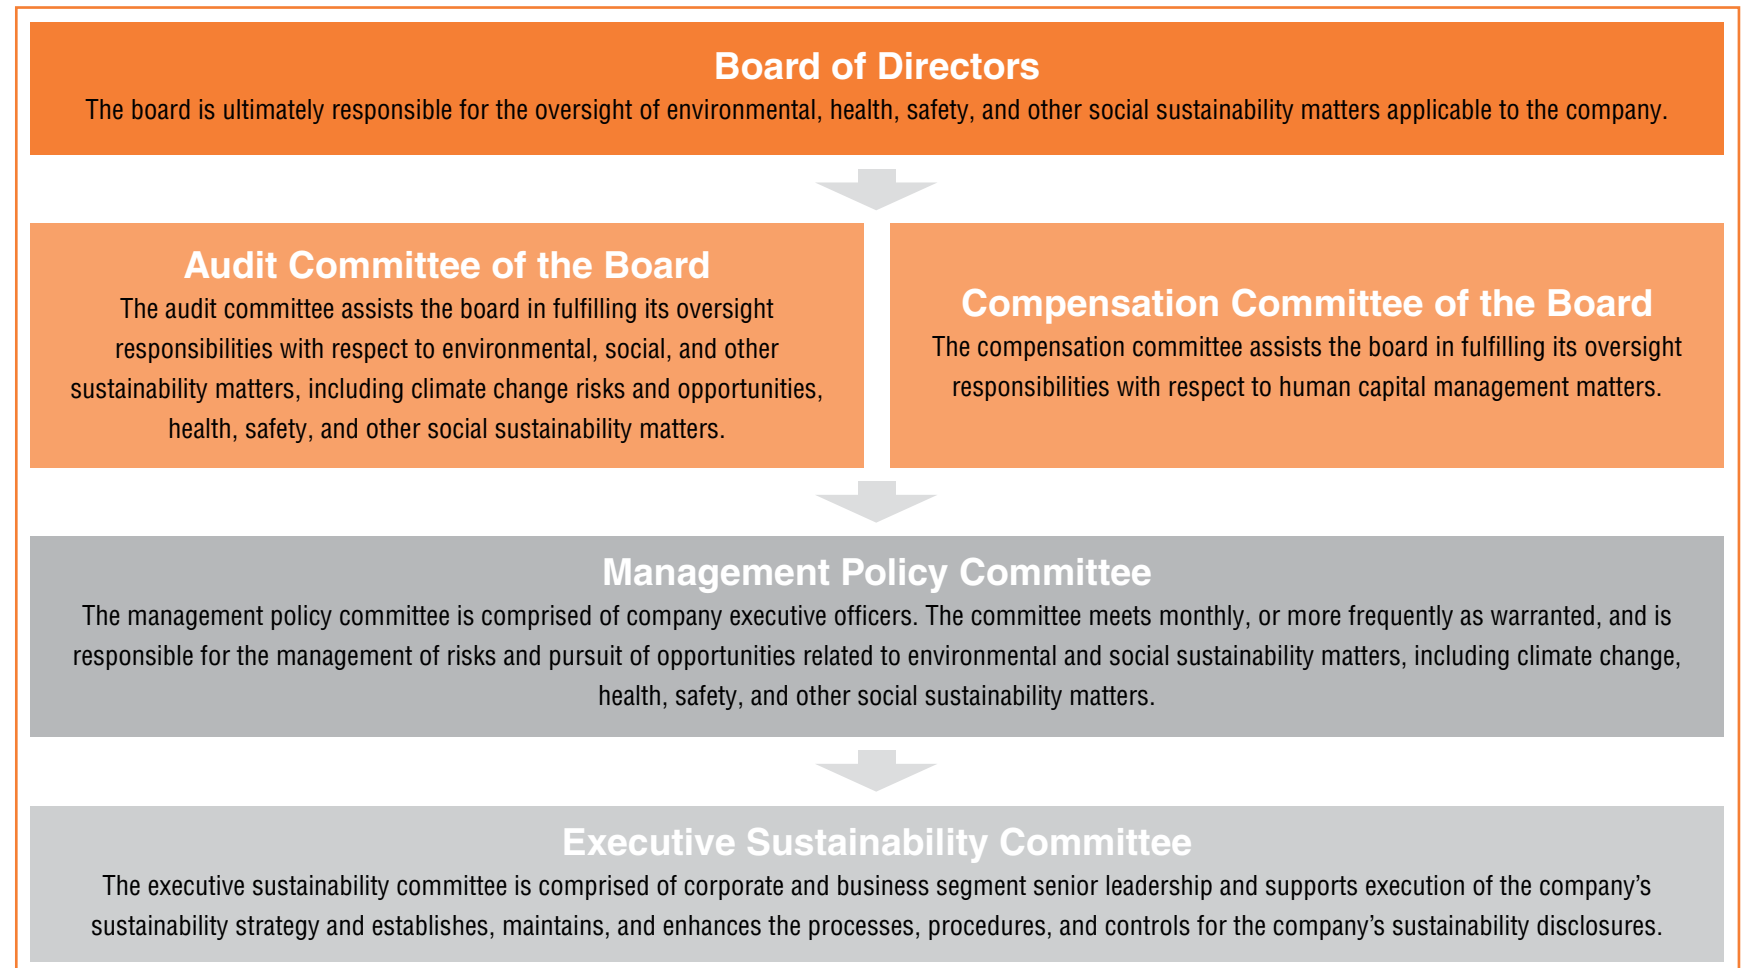 Board of Directors
The board is ultimately responsible for the oversight of environmental, health, safety, and other social sustainability matters applicable to the company.
Audit Committee of the Board
The audit committee assists the board in fulfilling its oversight
responsibilities with respect to environmental, social, and other
sustainability matters, including climate change risks and opportunities,
health, safety, and other social sustainability matters.
Compensation Committee of the Board
The compensation committee assists the board in fulfilling its oversight
responsibilities with respect to human capital management matters.
Management Policy Committee
The management policy committee is comprised of company executive officers. The committee meets monthly, or more frequently as warranted, and is
responsible for the management of risks and pursuit of opportunities related to environmental and social sustainability matters, including climate change,
health, safety, and other social sustainability matters.
Executive Sustainability Committee
The executive sustainability committee is comprised of corporate and business segment senior leadership and supports execution of the company’s
sustainability strategy and establishes, maintains, and enhances the processes, procedures, and controls for the company’s sustainability disclosures.